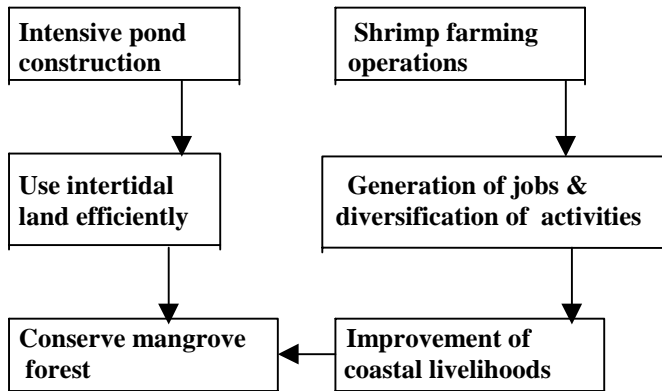 Intensive pond
construction
Shrimp farming
operations
Use intertidal
land efficiently
Generation of jobs &
diversification of activities
Conserve mangrove
forest
Improvement of
coastal livelihoods